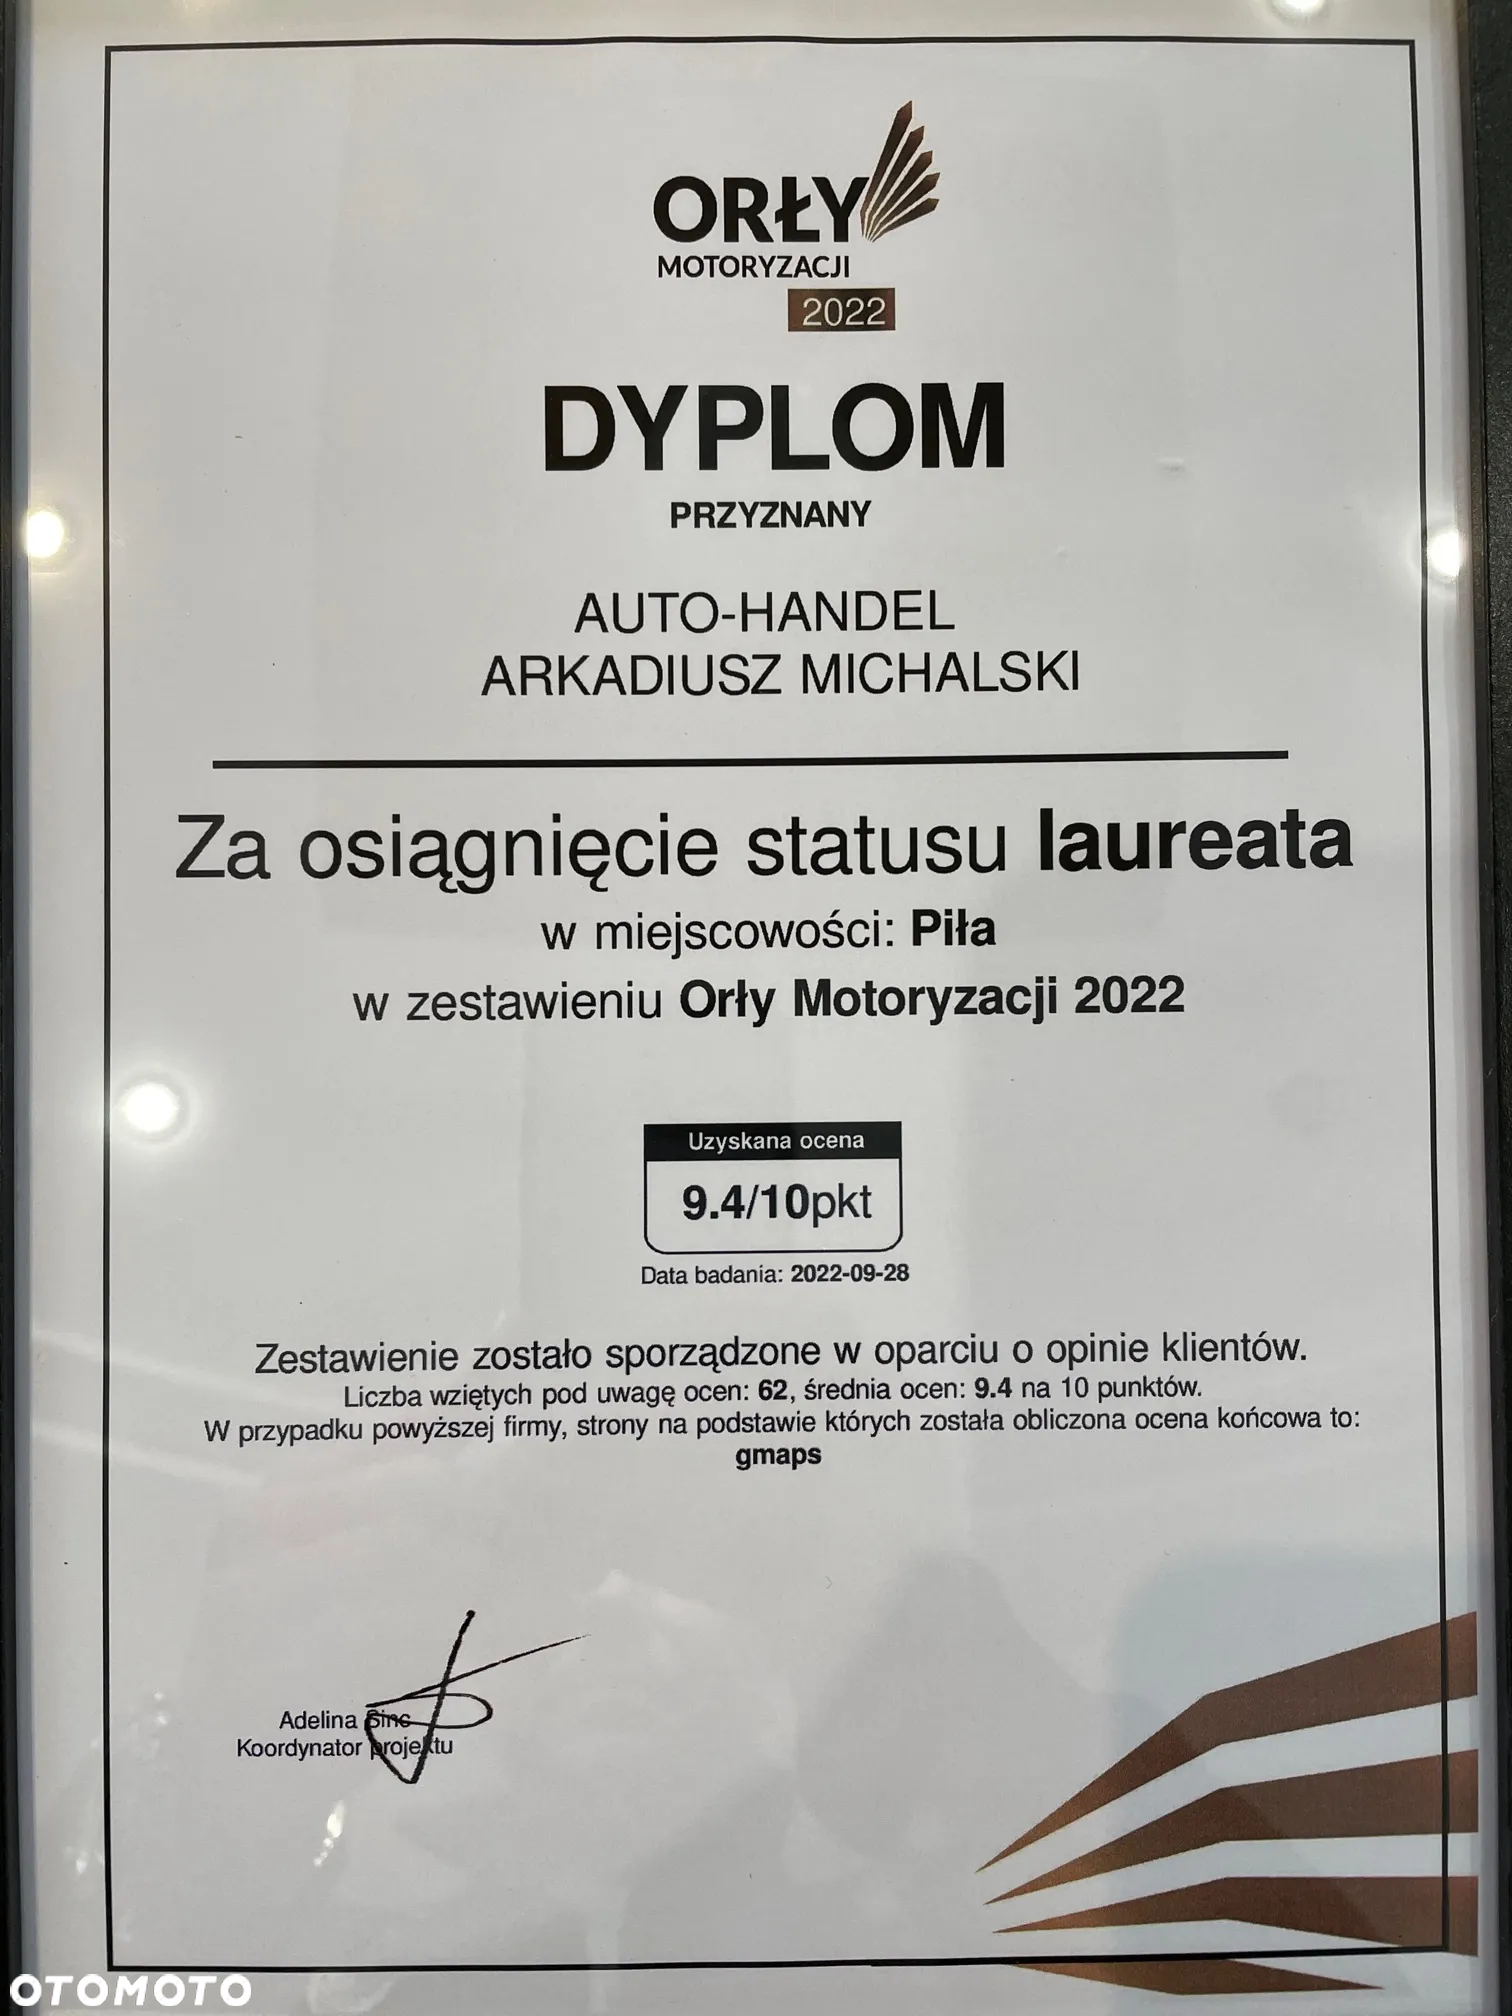 ORŁY
MOTORYZACJI
2022
DYPLOM
PRZYZNANY
AUTO-HANDEL
ARKADIUSZ MICHALSKI
Za osiągnięcie statusu laureata
w miejscowości: Piła
w zestawieniu Orły Motoryzacji 2022
Uzyskana ocena
9.4/10pkt
Data badania: 2022-09-28
Zestawienie zostało sporządzone w oparciu o opinie klientów.
Liczba wziętych pod uwagę ocen: 62, średnia ocen: 9.4 na 10 punktów.
W przypadku powyższej firmy, strony na podstawie których została obliczona ocena końcowa to:
gmaps
Adelina Sinc
Koordynator projektu
OTOMOTO